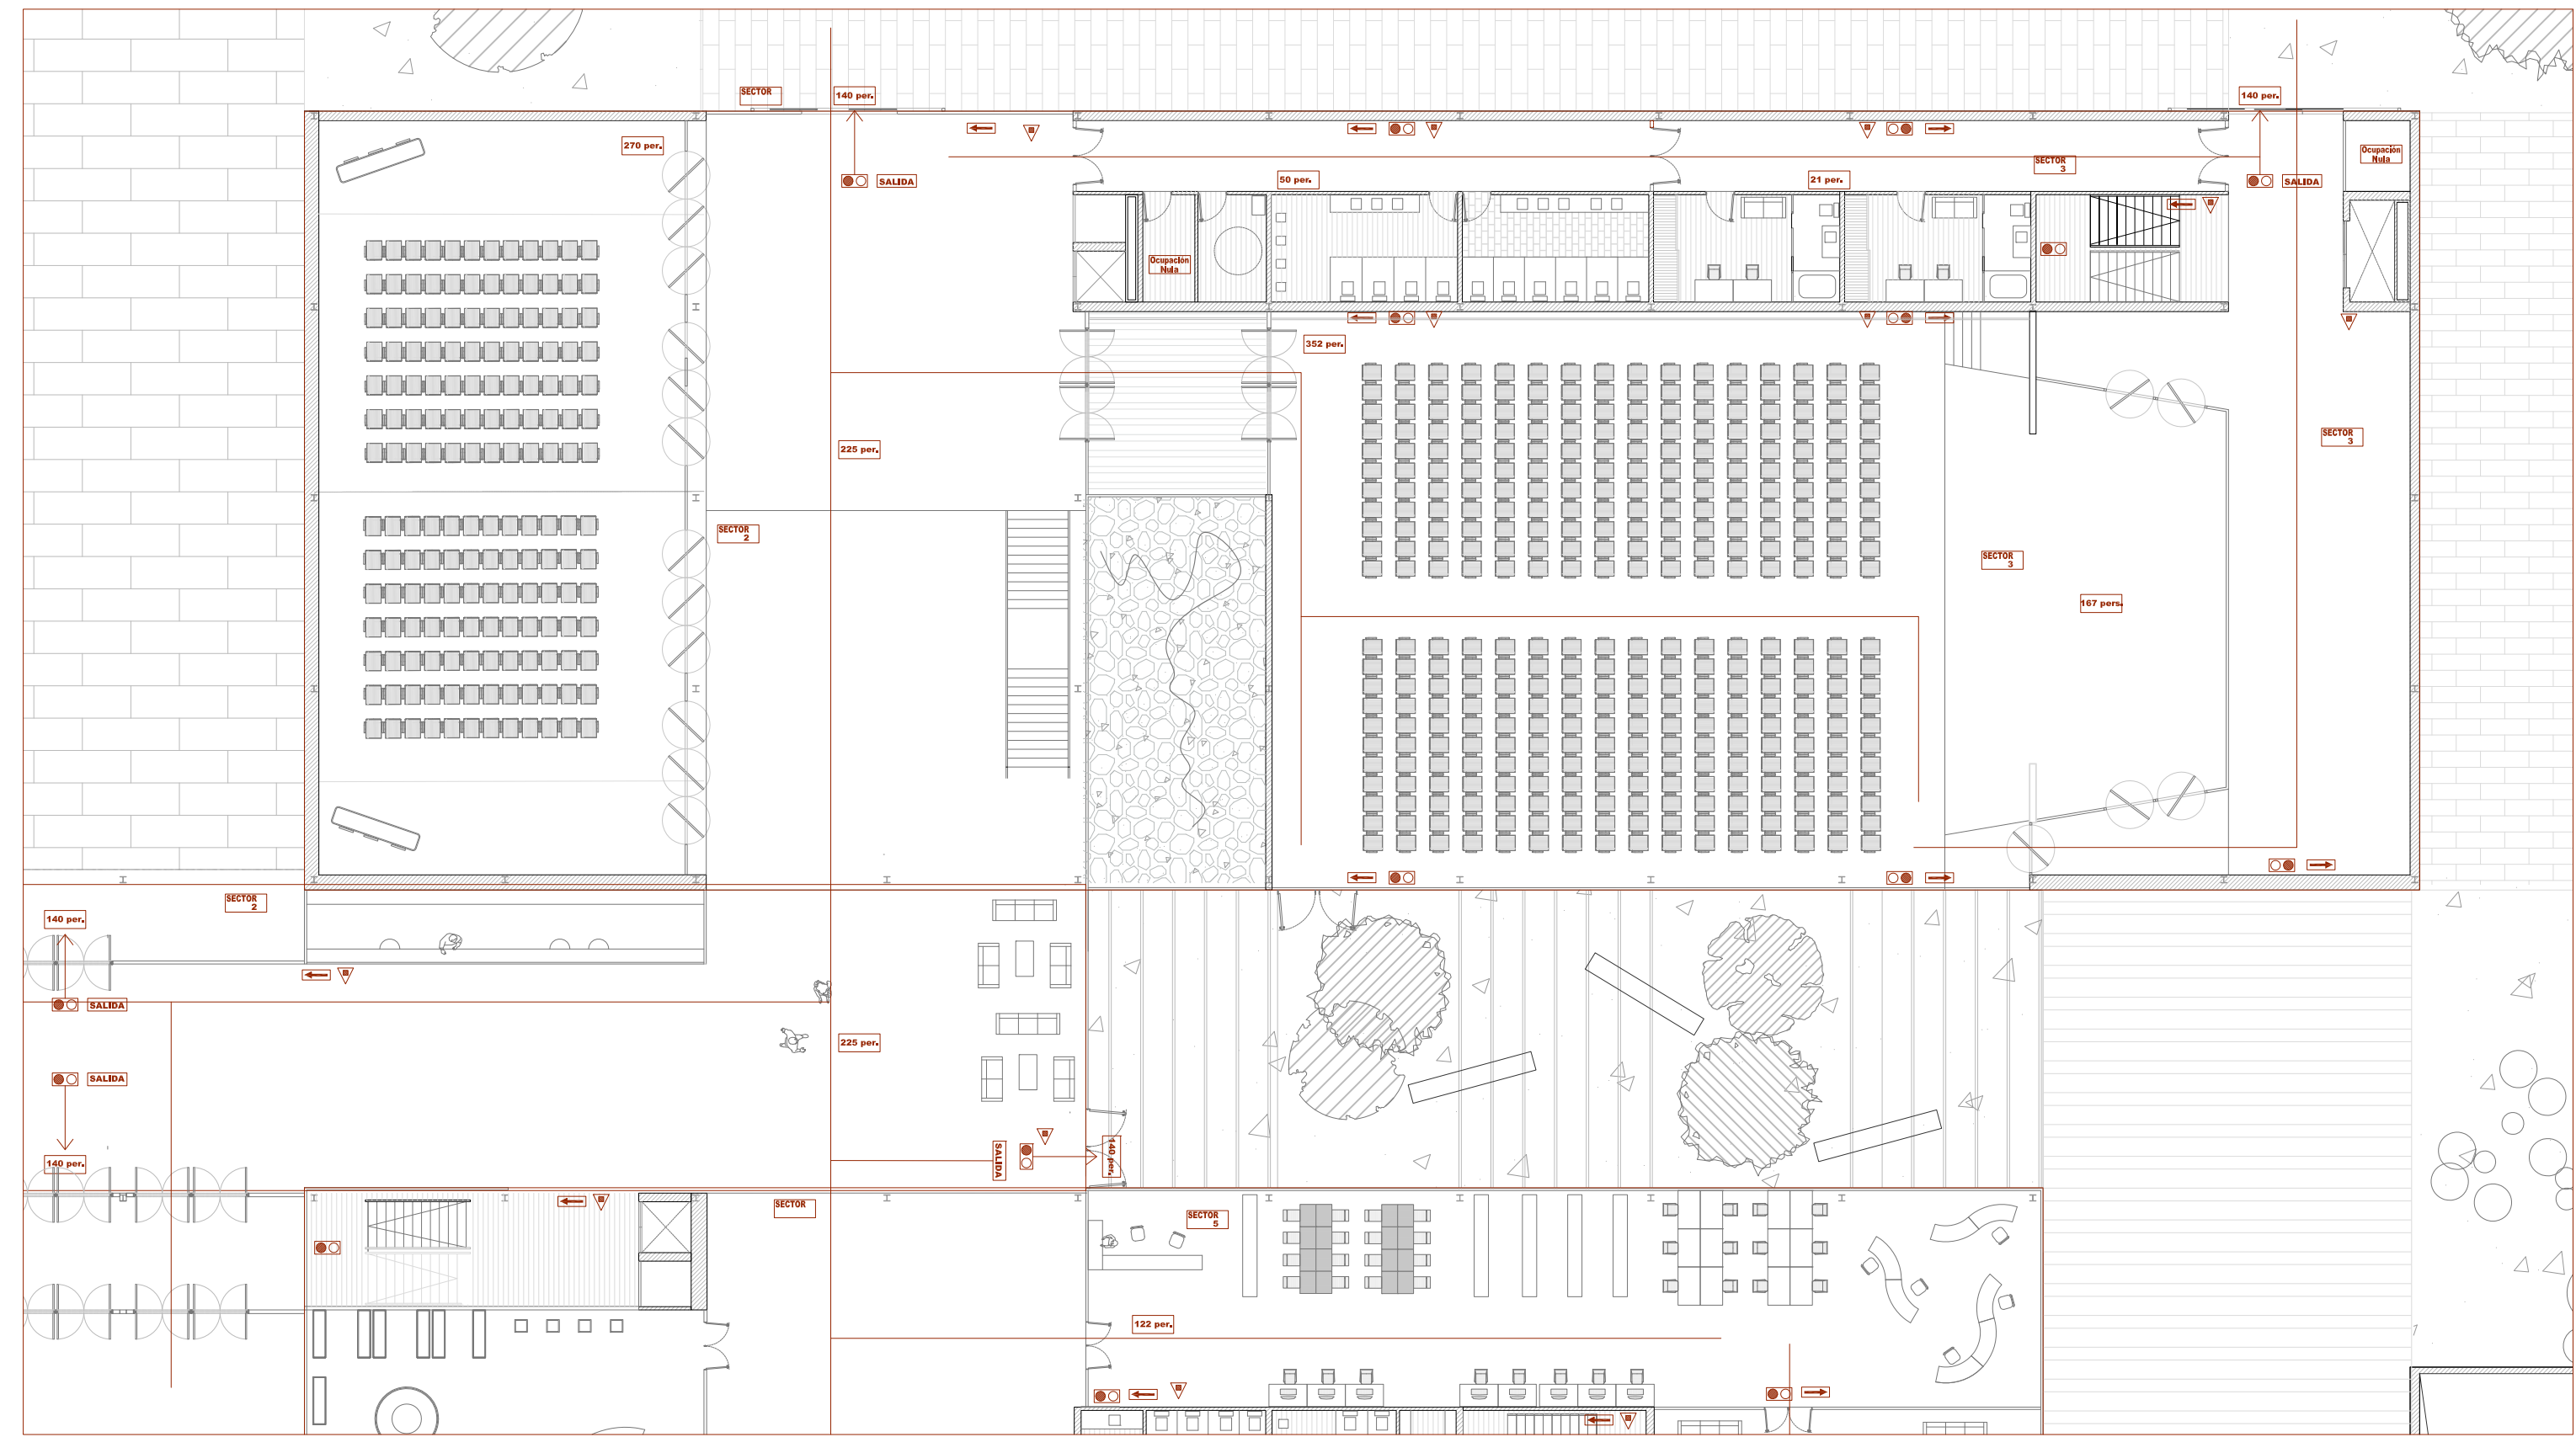 SECTOR
140 per.
140 per.
270 per.
Ocupación
Nula
SECTOR
3
50 per.
21 per.
SALIDA
SALIDA
Ocupación
Nula
352 per.
SECTOR
3
225 per.
SECTOR
2
SECTOR
3
167 pers.
SECTOR
2
140 per.
SALIDA
225 per.
SALIDA
140 per.
SALIDA
140 per.
SECTOR
SECTOR
5
122 per.